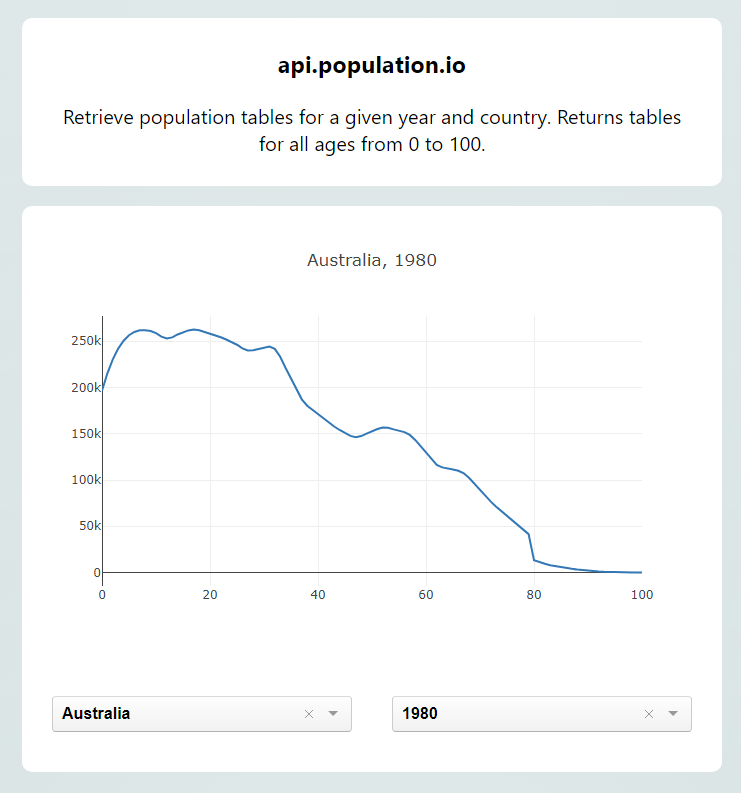 api.population.io
Retrieve population tables for a given year and country. Returns tables
for all ages from 0 to 100.
Australia, 1980
250k
200k
150k
100k
50k
0
0 20 40 60 80 100
Australia × 1980 ×